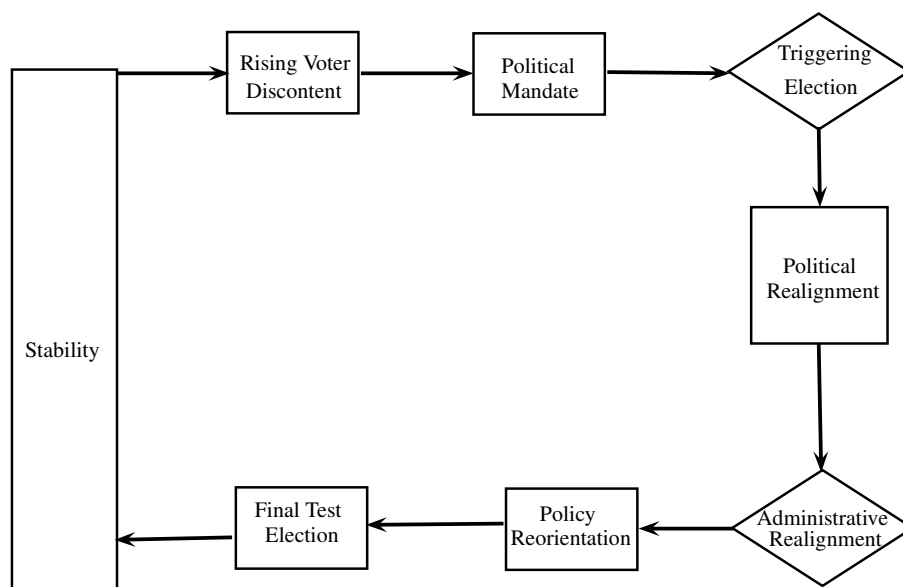 Rising Voter
Discontent
Political
Mandate
Triggering
Election
Political
Realignment
Stability
Final Test
Election
Policy
Reorientation
Administrative
Realignment